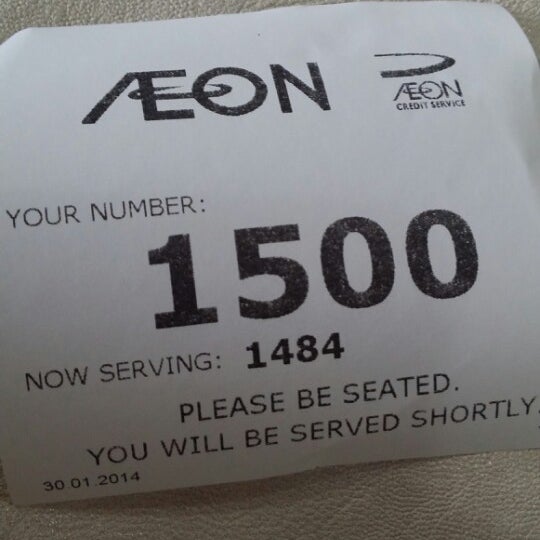 ÆON
ÆON
CREDIT SERVICE
YOUR NUMBER:
1500
NOW SERVING: 1484
PLEASE BE SEATED.
YOU WILL BE SERVED SHORTLY.
30.01.2014